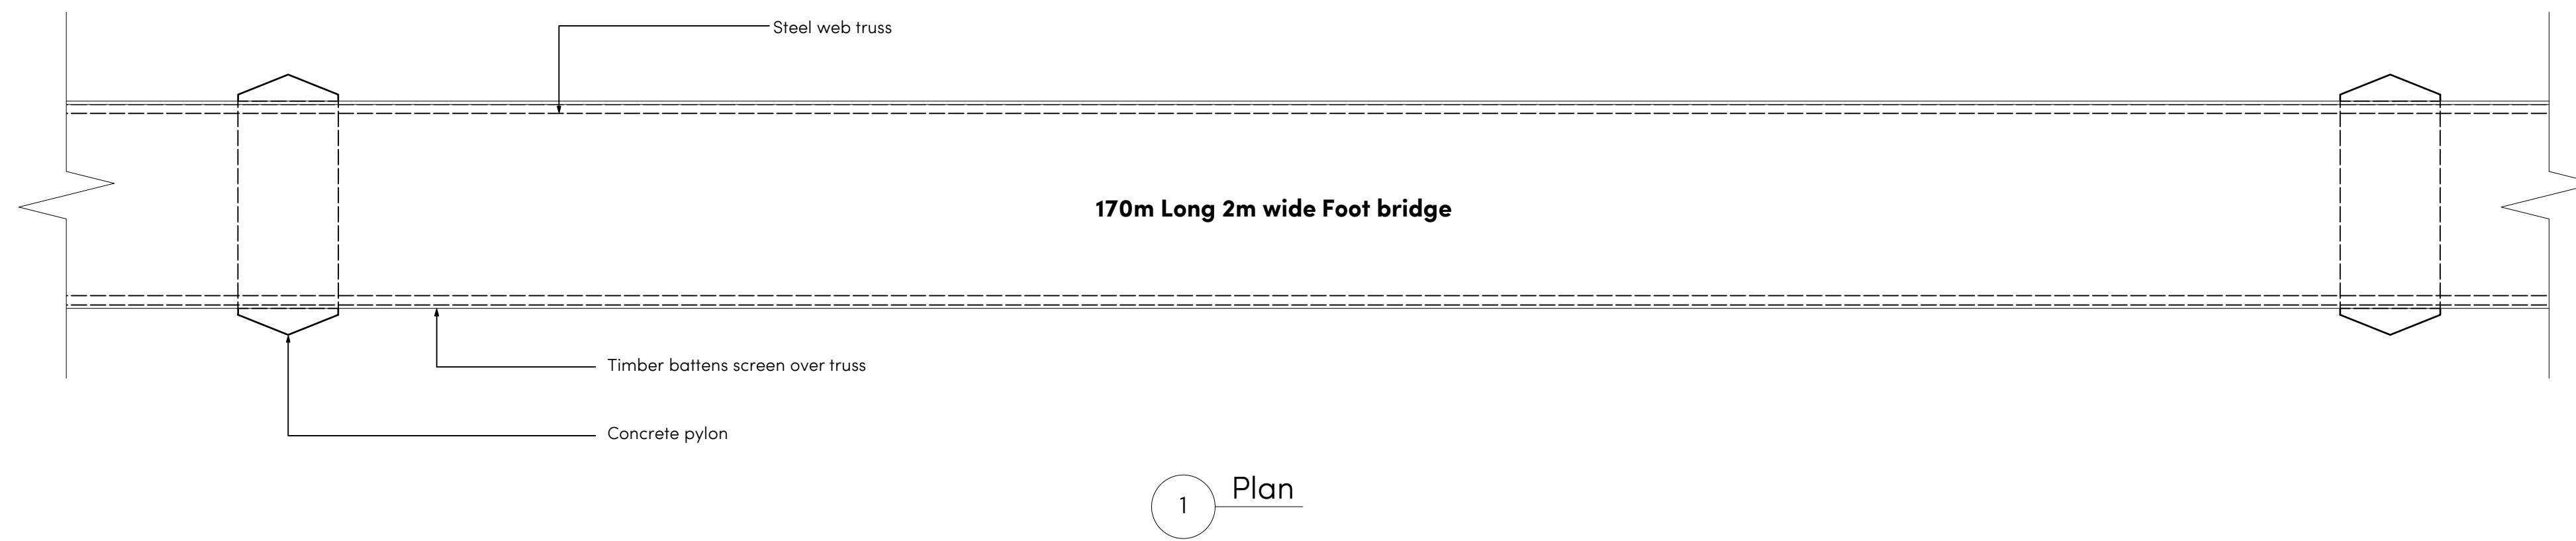 Steel web truss
170m Long 2m wide Foot bridge
Timber battens screen over truss
Concrete pylon
1
Plan